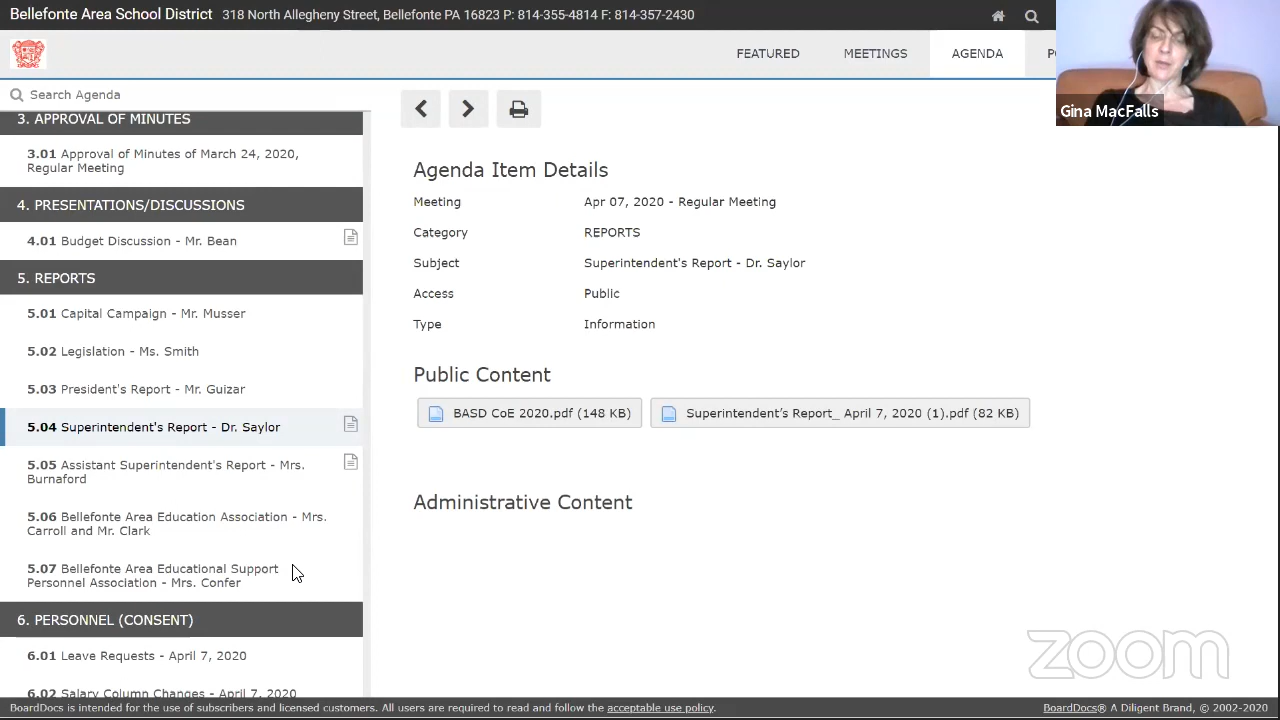 Bellefonte Area School District 318 North Allegheny Street, Bellefonte PA 16823 P: 814-355-4814 F: 814-357-2430
FEATURED MEETINGS AGENDA
Gina MacFalls
Search Agenda
3. APPROVAL OF MINUTES
3.01 Approval of Minutes of March 24, 2020,
Regular Meeting
4. PRESENTATIONS/DISCUSSIONS
4.01 Budget Discussion - Mr. Bean
5. REPORTS
5.01 Capital Campaign - Mr. Musser
5.02 Legislation - Ms. Smith
5.03 President's Report - Mr. Guizar
5.04 Superintendent's Report - Dr. Saylor
5.05 Assistant Superintendent's Report - Mrs.
Burnaford
5.06 Bellefonte Area Education Association - Mrs.
Carroll and Mr. Clark
5.07 Bellefonte Area Educational Support
Personnel Association - Mrs. Confer
6. PERSONNEL (CONSENT)
6.01 Leave Requests - April 7, 2020
6.02 Salary Column Changes - April 7, 2020
Agenda Item Details
Meeting Apr 07, 2020 - Regular Meeting
Category REPORTS
Subject Superintendent's Report - Dr. Saylor
Access Public
Type Information
Public Content
BASD CoE 2020.pdf (148 KB) Superintendent’s Report_ April 7, 2020 (1).pdf (82 KB)
Administrative Content
zoom
BoardDocs is intended for the use of subscribers and licensed customers. All users are required to read and follow the acceptable use policy. BoardDocs® A Diligent Brand, © 2002-2020